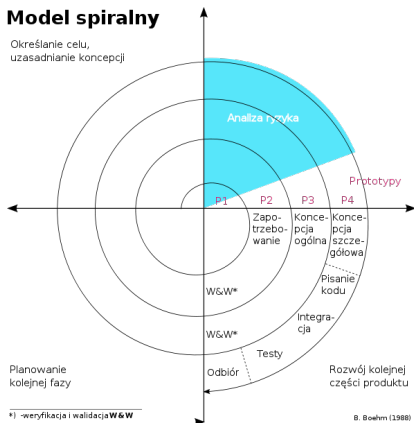 Model spiralny
Określanie celu,
uzasadnianie koncepcji
Analiza ryzyka
Prototypy
P1
P2
P3
P4
Zapo-
trzebo-
wanie
Konce-
pcja
ogólna
Konce-
pcja
szcze-
gółowa
Pisanie
kodu
W&W*
Integra-
cja
W&W*
Testy
Odbiór
Planowanie
kolejnej fazy
Rozwój kolejnej
części produktu
*) -weryfikacja i walidacja W&W
B. Boehm (1988)